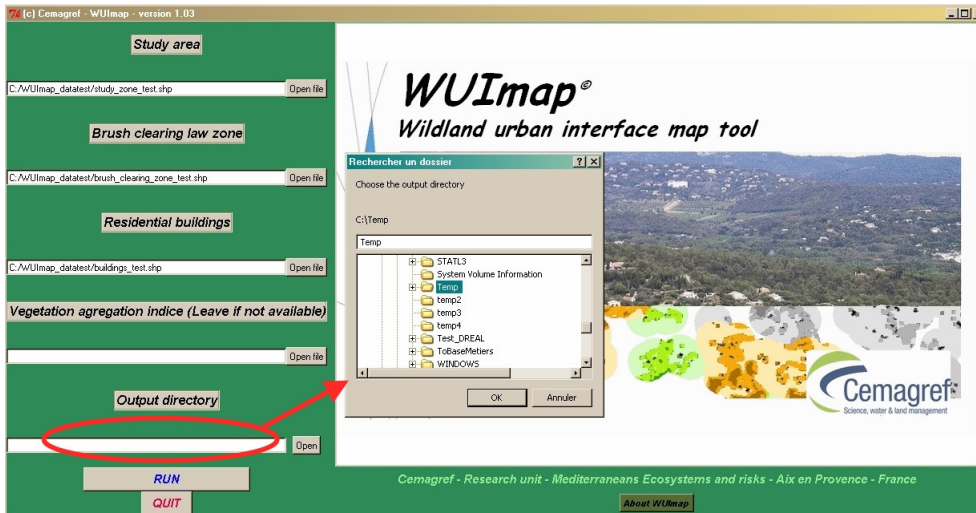 (c) Cemagref - WUImap - version 1.03
Study area
C:/WUImap_datatest/study_zone_test.shp
Open file
Brush clearing law zone
C:/WUImap_datatest/brush_clearing_zone_test.shp
Open file
Residential buildings
C:/WUImap_datatest/buildings_test.shp
Open file
Vegetation agregation indice (Leave if not available)
Open file
Output directory
Open
RUN
QUIT
WUImap©
Wildland urban interface map tool
Rechercher un dossier
Choose the output directory
C:\Temp
Temp
STATL3
System Volume Information
Temp
temp2
temp3
temp4
Test_DREAL
ToBaseMetiers
WINDOWS
OK
Annuler
Cemagref
Science, water & land management
Cemagref - Research unit - Mediterraneans Ecosystems and risks - Aix en Provence - France
About WUImap